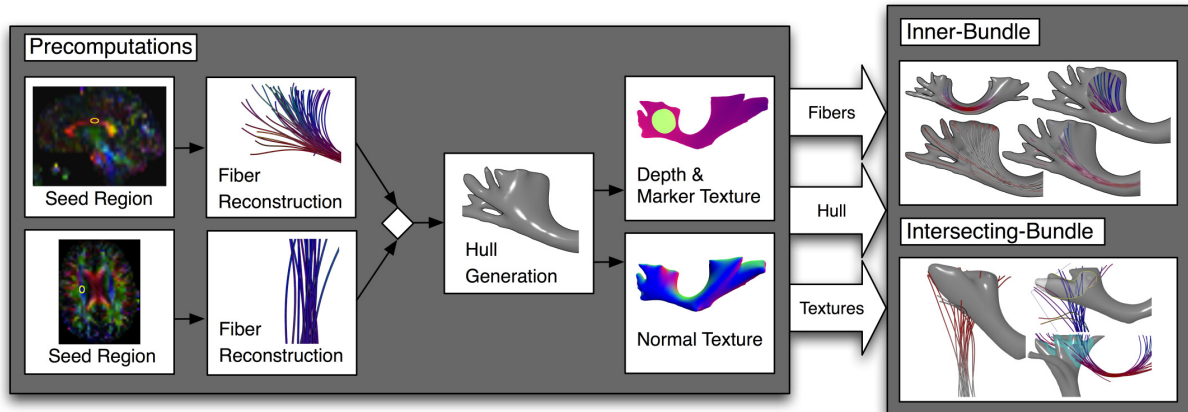 Precomputations
Seed Region
Fiber
Reconstruction
Seed Region
Fiber
Reconstruction
Hull
Generation
Depth &
Marker Texture
Normal Texture
Fibers
Hull
Textures
Inner-Bundle
Intersecting-Bundle